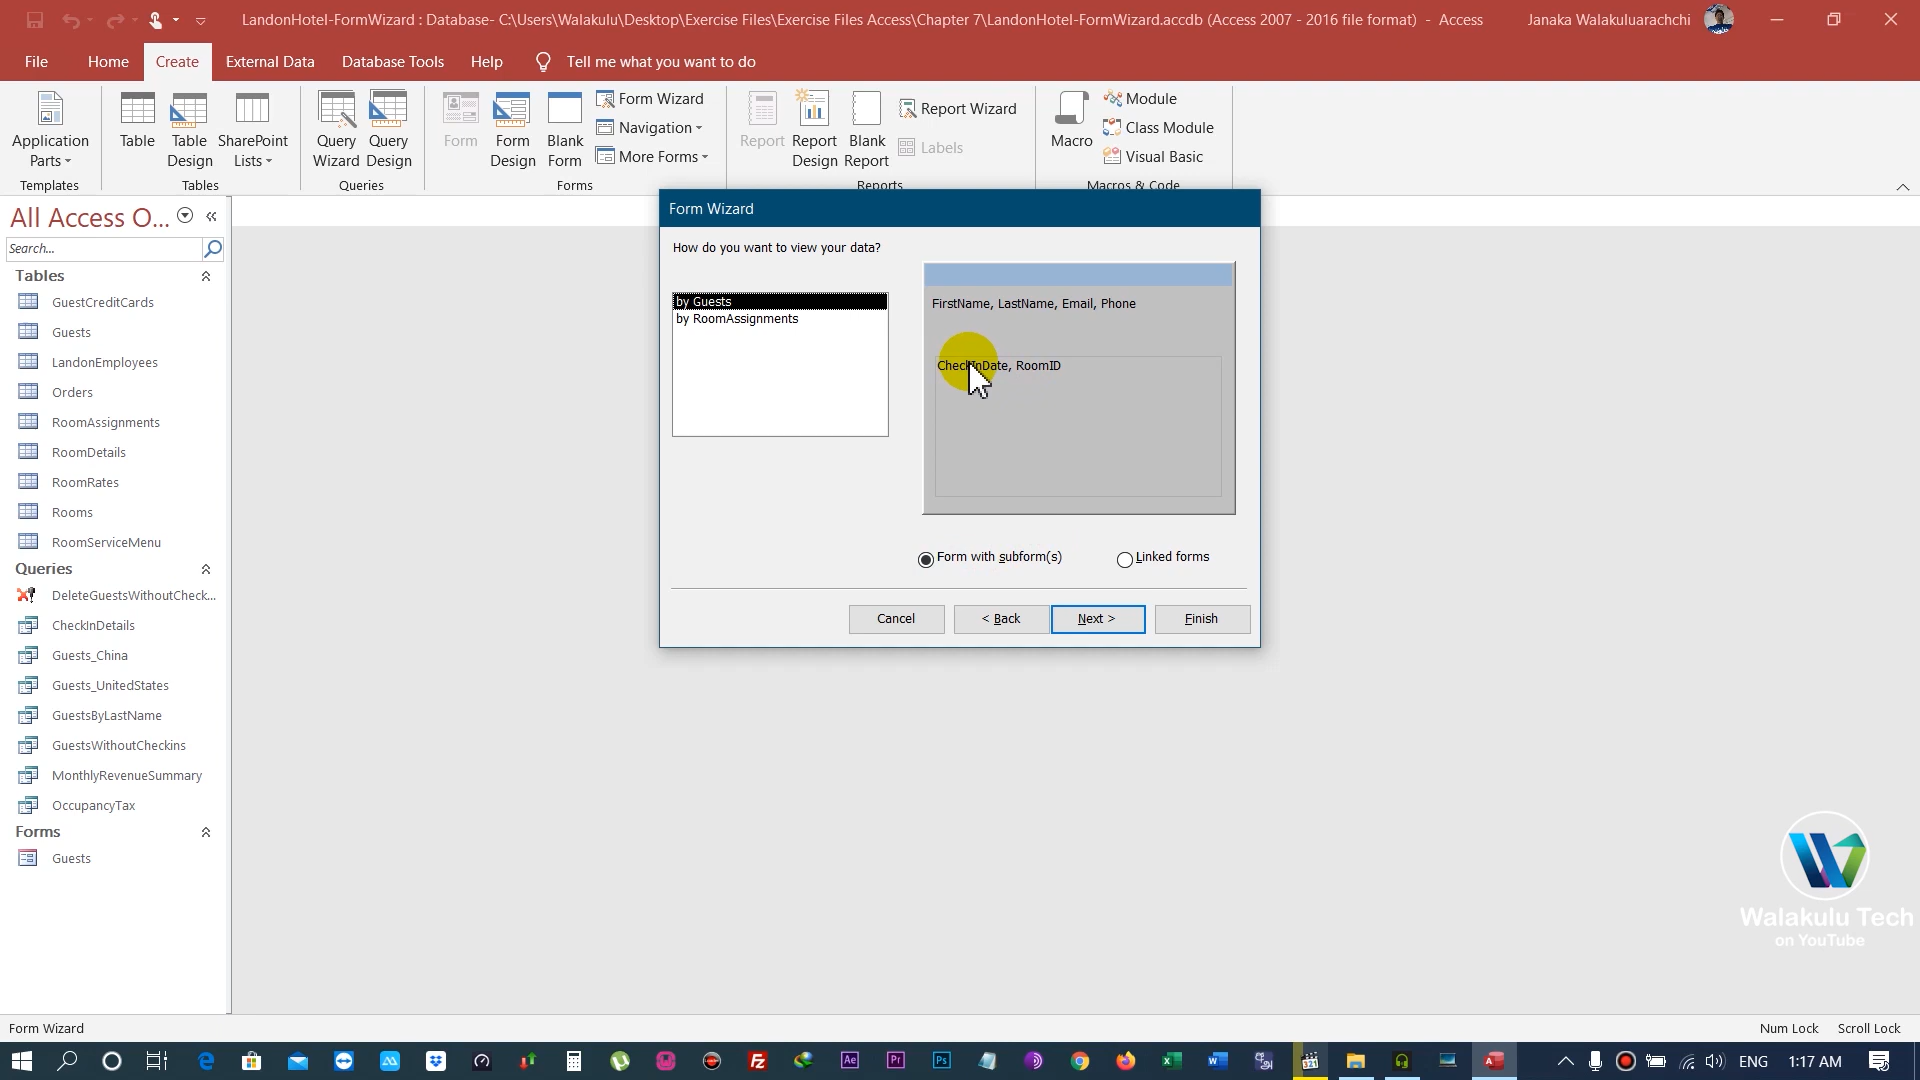 LandonHotel-FormWizard : Database- C:\Users\Walakulu\Desktop\Exercise Files\Exercise Files Access\Chapter 7\LandonHotel-FormWizard.accdb (Access 2007 - 2016 file format) - Access
Janaka Walakuluarachchi
File
Home
Create
External Data
Database Tools
Help
Tell me what you want to do
Application Parts
Templates
Table
Table Design
SharePoint Lists
Tables
Query Wizard
Query Design
Queries
Form
Form Design
Blank Form
Form Wizard
Navigation
More Forms
Forms
Report
Report Design
Blank Report
Report Wizard
Labels
Reports
Macro
Module
Class Module
Visual Basic
Macros & Code
All Access O...
Search...
Tables
GuestCreditCards
Guests
LandonEmployees
Orders
RoomAssignments
RoomDetails
RoomRates
Rooms
RoomServiceMenu
Queries
DeleteGuestsWithoutCheck...
CheckInDetails
Guests_China
Guests_UnitedStates
GuestsByLastName
GuestsWithoutCheckins
MonthlyRevenueSummary
OccupancyTax
Forms
Guests
Form Wizard
How do you want to view your data?
by Guests
by RoomAssignments
FirstName, LastName, Email, Phone
CheckInDate, RoomID
Form with subform(s)
Linked forms
Cancel
< Back
Next >
Finish
Walakulu Tech
on YouTube
Form Wizard
Num Lock
Scroll Lock
Ae
Pr
Ps
321
ENG
1:17 AM